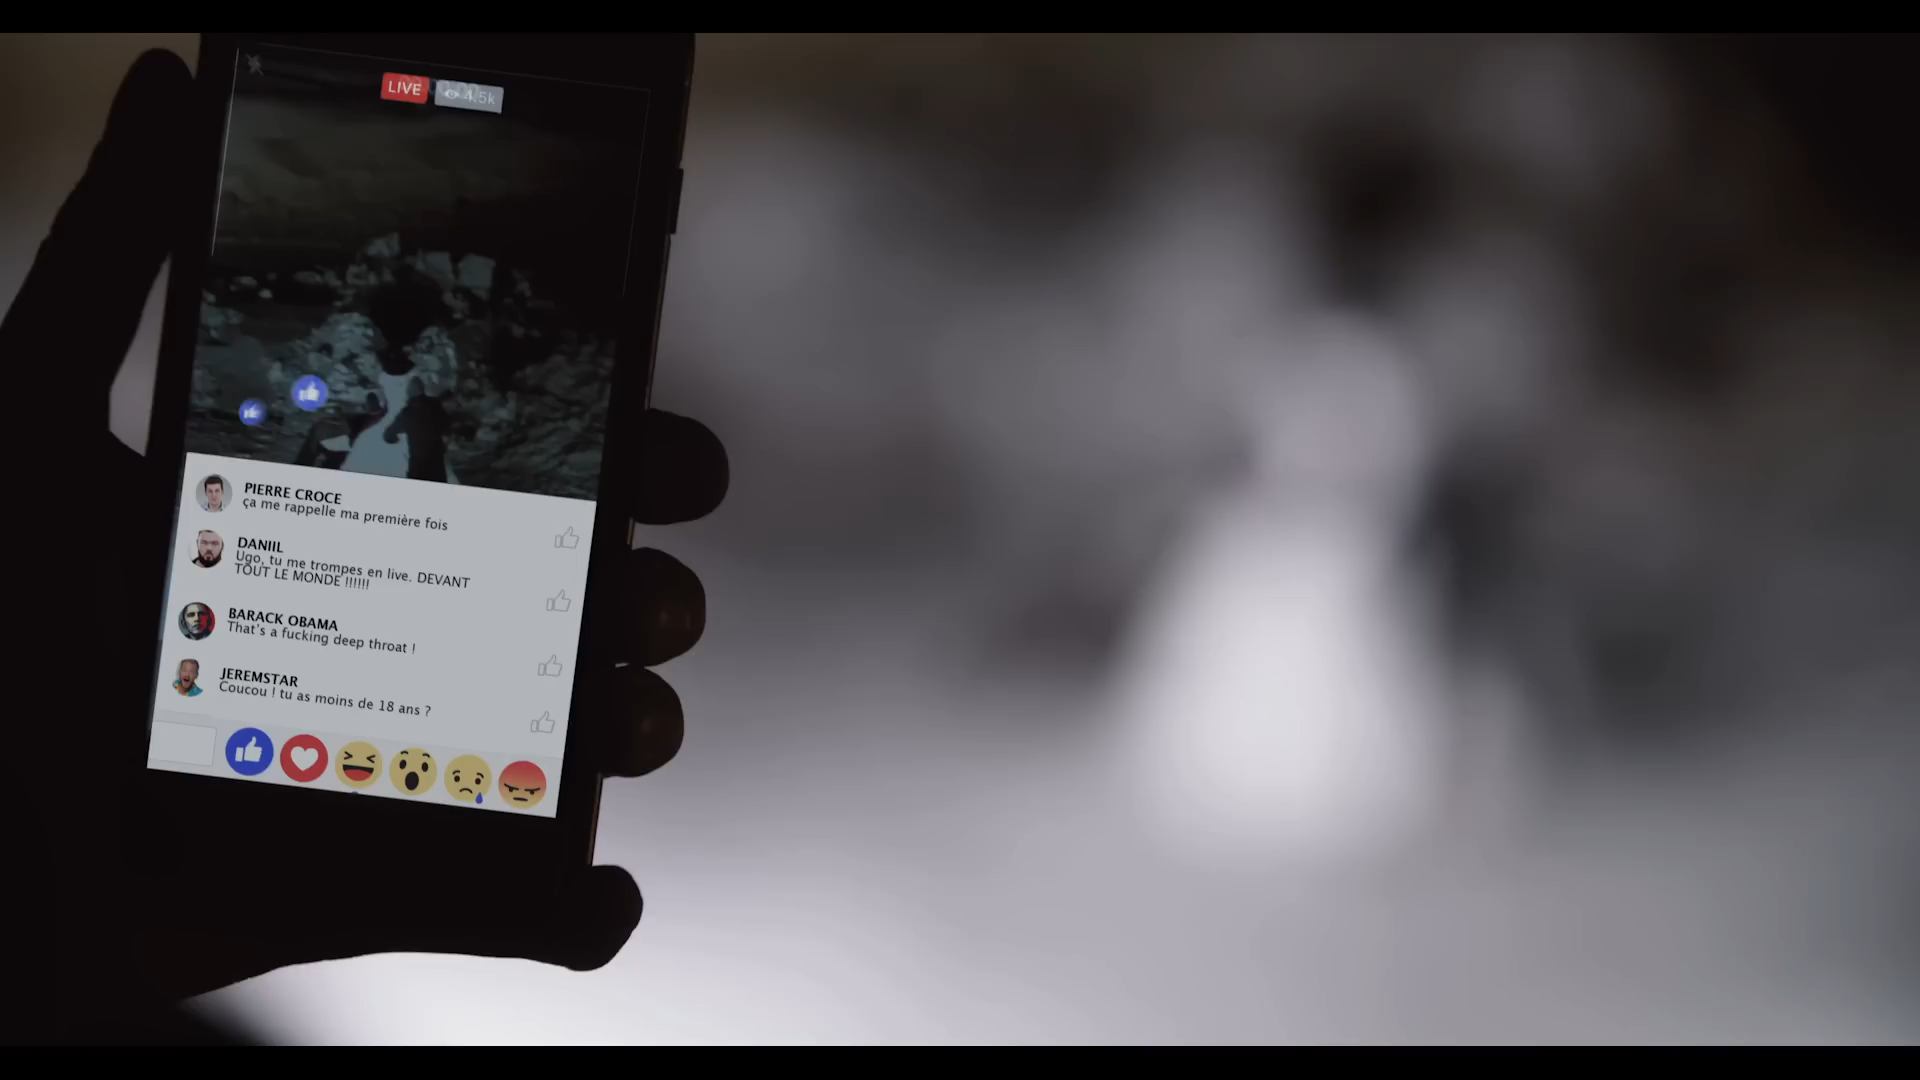 LIVE 4.5k
PIERRE CROCE
ça me rappelle ma première fois
DANIIL
Ugo, tu me trompes en live. DEVANT
TOUT LE MONDE !!!!!!
BARACK OBAMA
That's a fucking deep throat !
JEREMSTAR
Coucou ! tu as moins de 18 ans ?